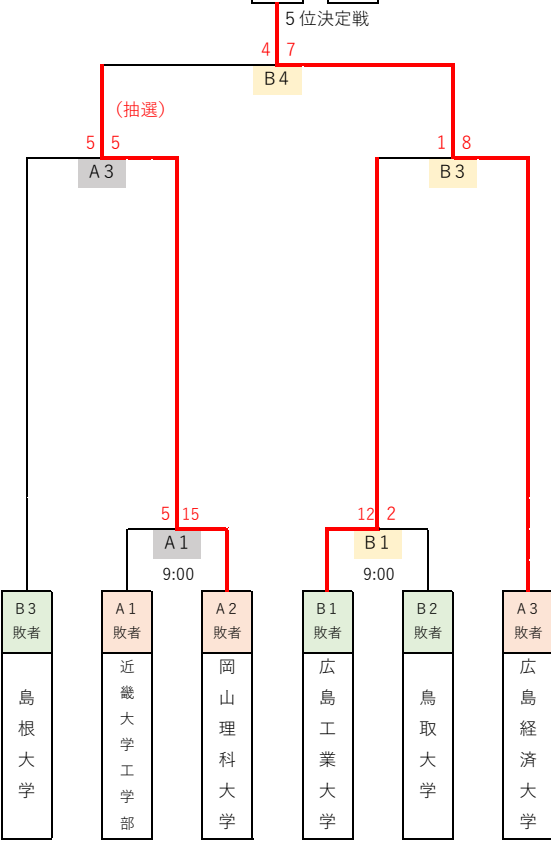 5位決定戦
4 7
B4
(抽選)
5 5
A3
1 8
B3
5 15
A1
9:00
12 2
B1
9:00
B3
敗者
A1
敗者
A2
敗者
B1
敗者
B2
敗者
A3
敗者
島根大学
近畿大学工学部
岡山理科大学
広島工業大学
鳥取大学
広島経済大学